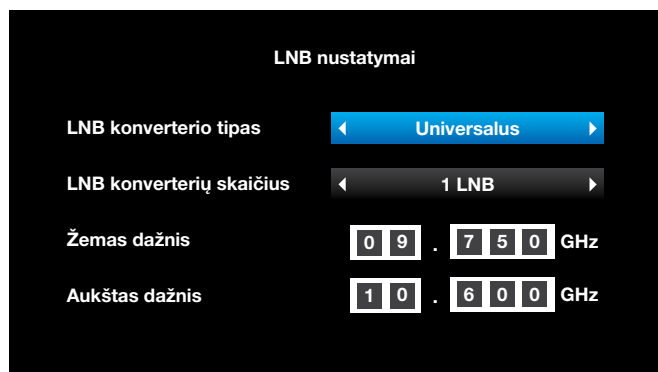 LNB nustatymai
LNB konverterio tipas Universalus
LNB konverterių skaičius 1 LNB
Žemas dažnis 09.750 GHz
Aukštas dažnis 10.600 GHz